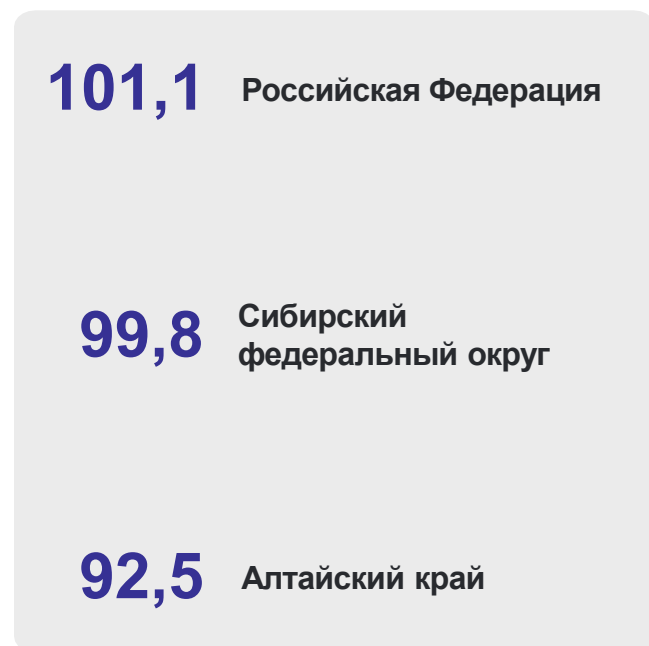 101,1 Российская Федерация
99,8 Сибирский
федеральный округ
92,5 Алтайский край